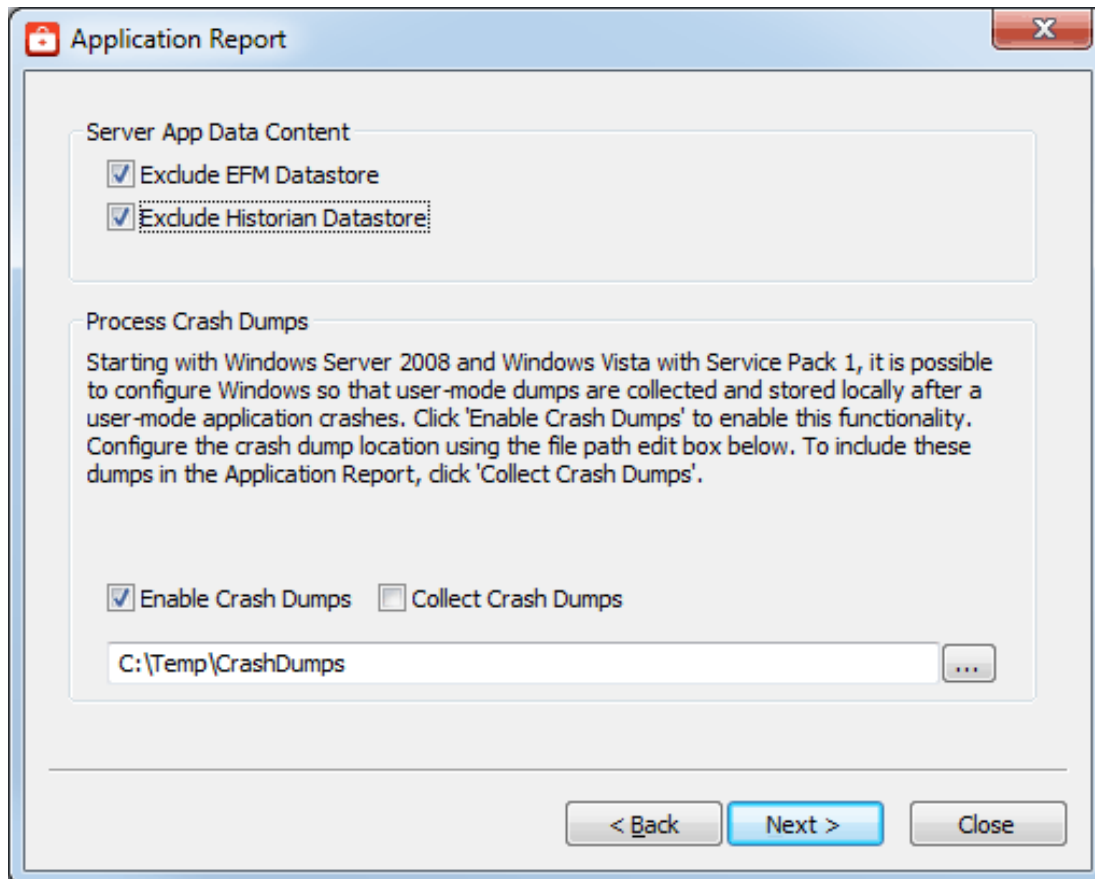 Application Report
Server App Data Content
Exclude EFM Datastore
Exclude Historian Datastore
Process Crash Dumps
Starting with Windows Server 2008 and Windows Vista with Service Pack 1, it is possible
to configure Windows so that user-mode dumps are collected and stored locally after a
user-mode application crashes. Click 'Enable Crash Dumps' to enable this functionality.
Configure the crash dump location using the file path edit box below. To include these
dumps in the Application Report, click 'Collect Crash Dumps'.
Enable Crash Dumps Collect Crash Dumps
C:\Temp\CrashDumps ...
< Back Next > Close